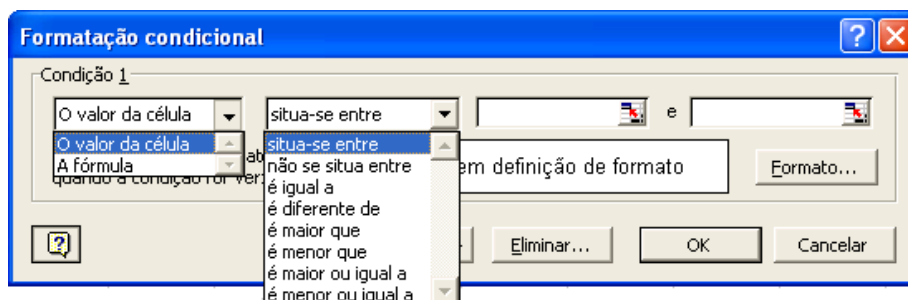 Formatação condicional
Condição 1
O valor da célula
situa-se entre
e
O valor da célula
A fórmula
situa-se entre
não se situa entre
é igual a
é diferente de
é maior que
é menor que
é maior ou igual a
é menor ou igual a
quando a condição for
em definição de formato
Formato...
Eliminar...
OK
Cancelar